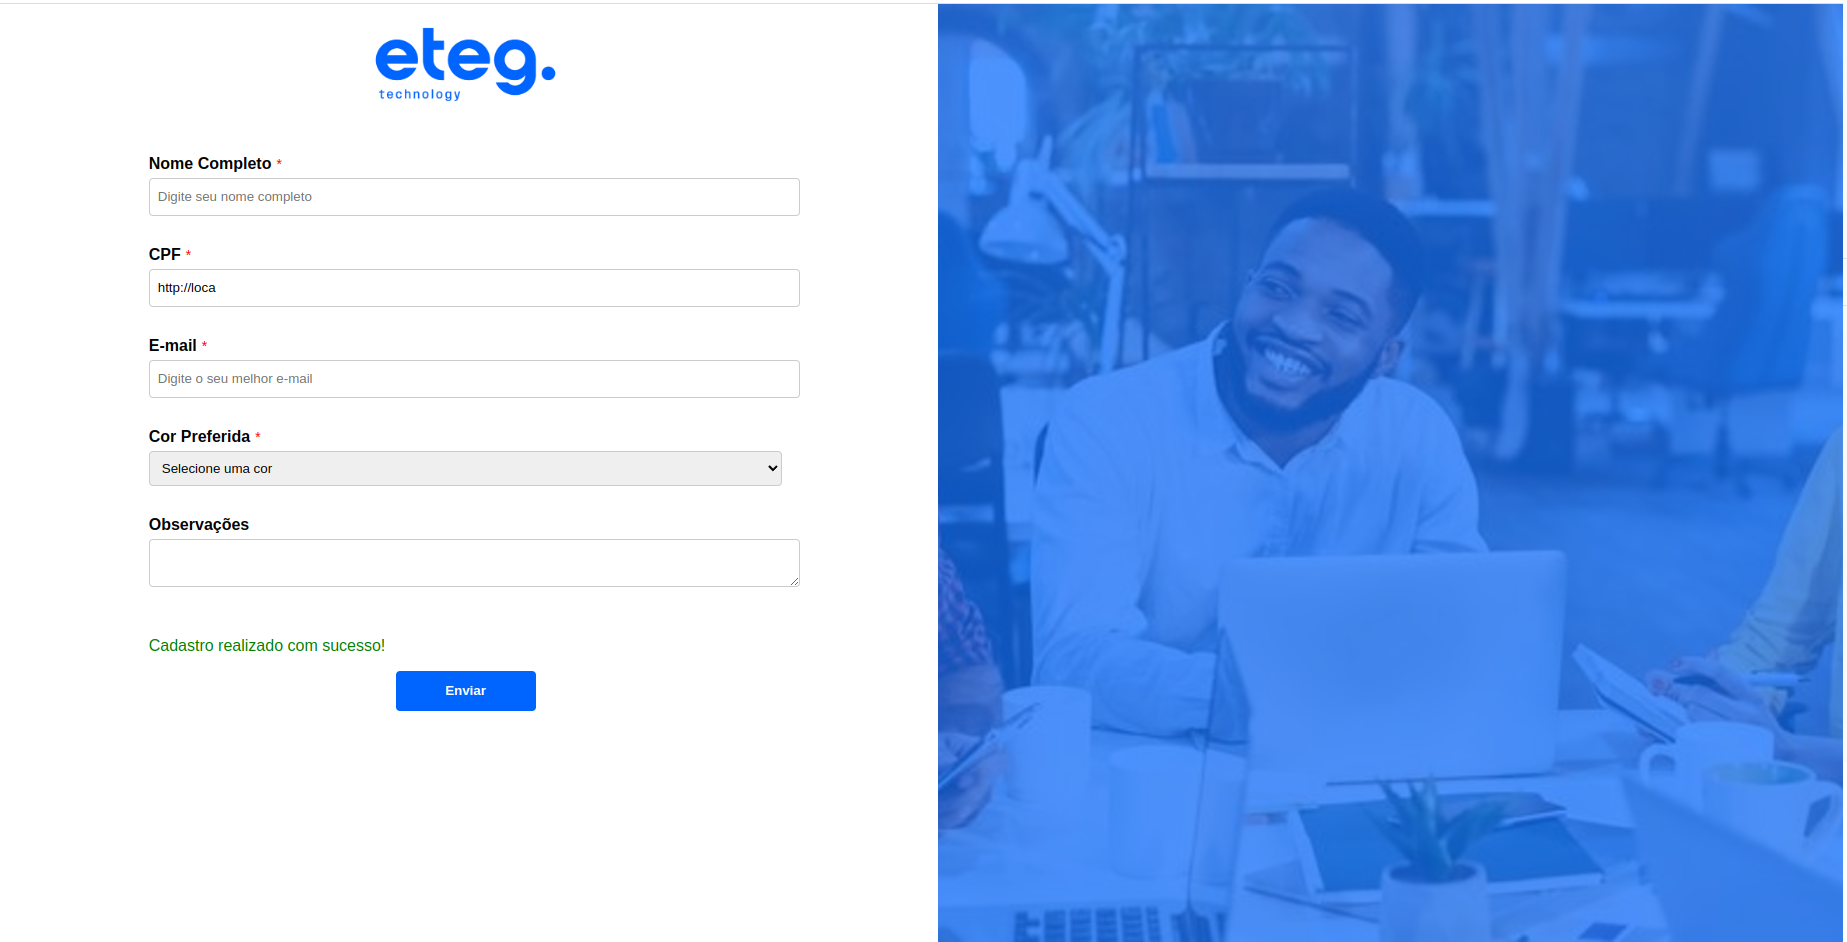 eteg.
technology
Nome Completo *
Digite seu nome completo
CPF *
http://loca
E-mail *
Digite o seu melhor e-mail
Cor Preferida *
Selecione uma cor
Observações
Cadastro realizado com sucesso!
Enviar